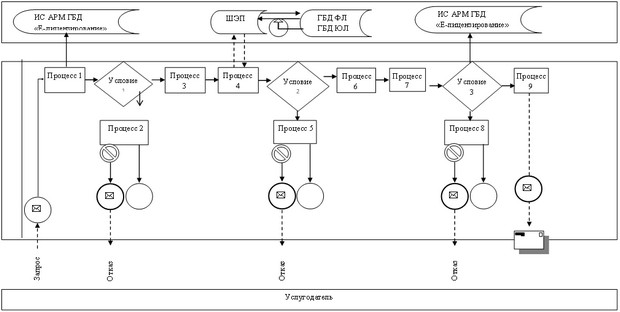 ИС АРМ ГБД
«Е-лицензирование»
ШЭП
ГБД ФЛ
ГБД ЮЛ
ИС АРМ ГБД
«Е-лицензирование»
Процесс 1
Условие
1
Процесс
3
Процесс
4
Условие
2
Процесс
6
Процесс
7
Условие
3
Процесс
9
Процесс 2
Процесс 5
Процесс 8
Запрос
Отказ
Отказ
Отказ
Услугодатель